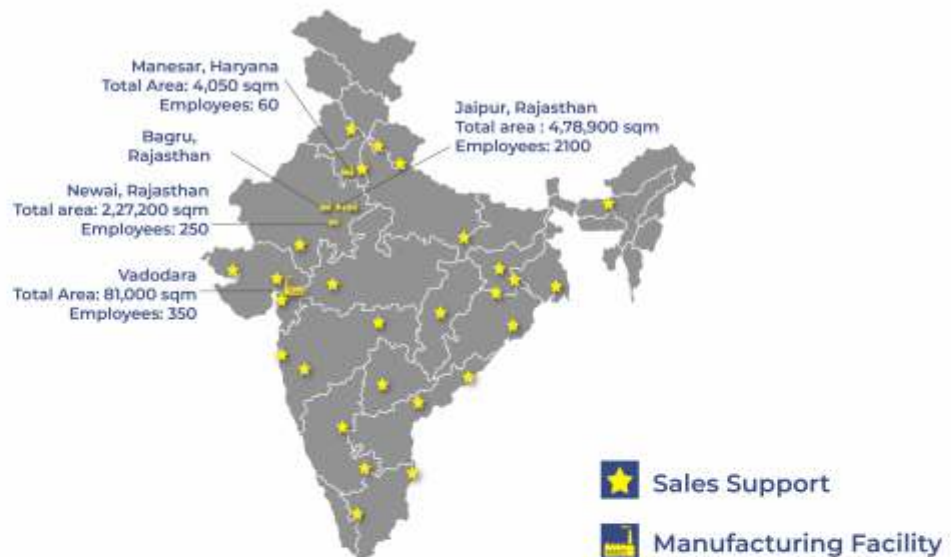 Manesar, Haryana
Total Area: 4,050 sqm
Employees: 60
Jaipur, Rajasthan
Total area : 4,78,900 sqm
Employees: 2100
Bagru,
Rajasthan
Newai, Rajasthan
Total area: 2,27,200 sqm
Employees: 250
Vadodara
Total Area: 81,000 sqm
Employees: 350
Sales Support
Manufacturing Facility